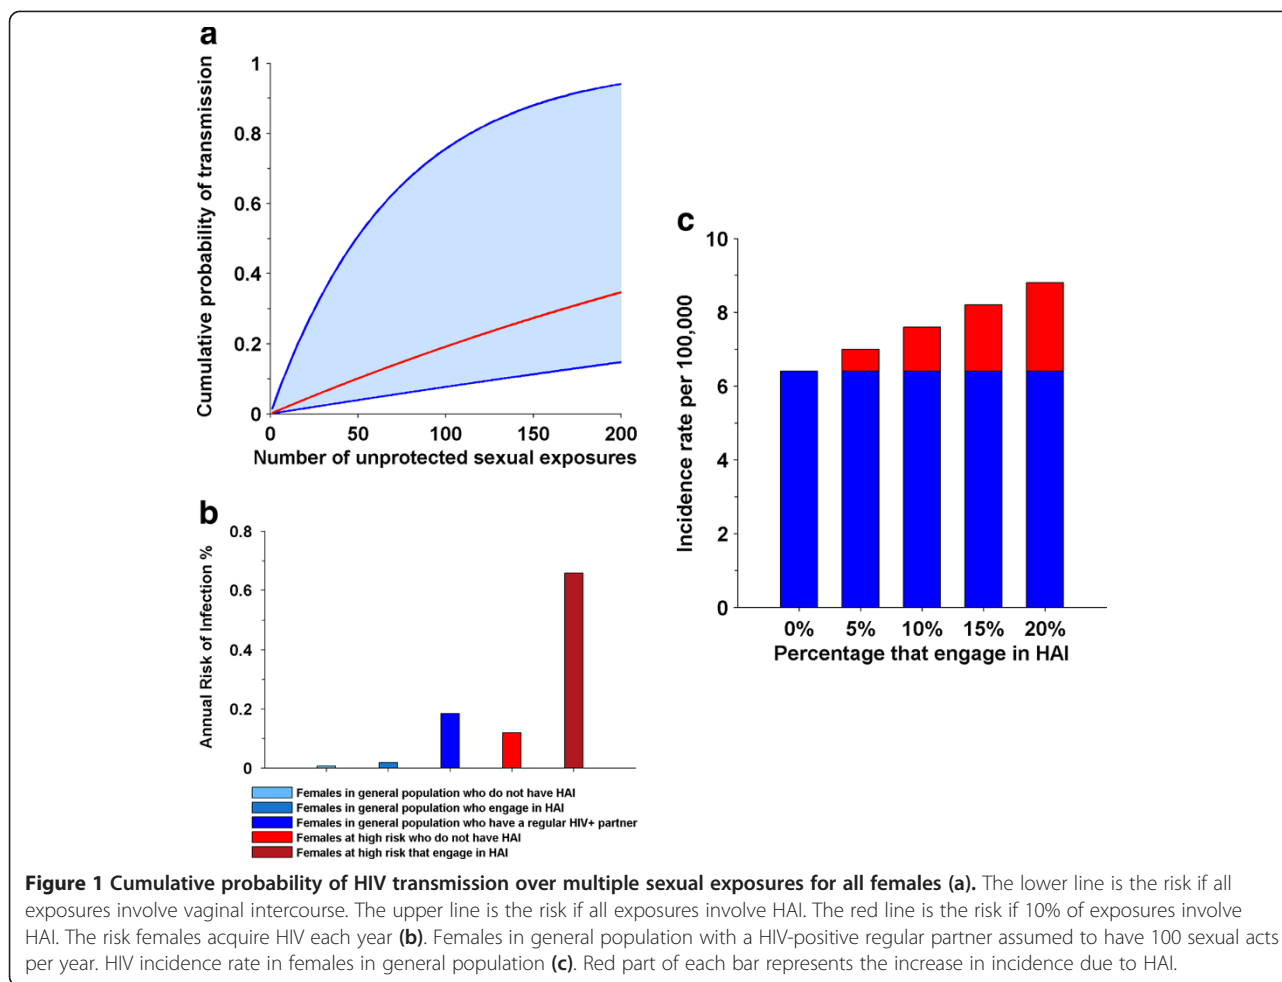 a
Cumulative probability of transmission
1
0.8
0.6
0.4
0.2
0
0 50 100 150 200
Number of unprotected sexual exposures
b
Annual Risk of Infection %
0.8
0.6
0.4
0.2
0
Females in general population who do not have HAI
Females in general population who engage in HAI
Females in general population who have a regular HIV+ partner
Females at high risk who do not have HAI
Females at high risk that engage in HAI
c
Incidence rate per 100,000
10
8
6
4
2
0
0% 5% 10% 15% 20%
Percentage that engage in HAI
Figure 1 Cumulative probability of HIV transmission over multiple sexual exposures for all females (a). The lower line is the risk if all
exposures involve vaginal intercourse. The upper line is the risk if all exposures involve HAI. The red line is the risk if 10% of exposures involve
HAI. The risk females acquire HIV each year (b). Females in general population with a HIV-positive regular partner assumed to have 100 sexual acts
per year. HIV incidence rate in females in general population (c). Red part of each bar represents the increase in incidence due to HAI.